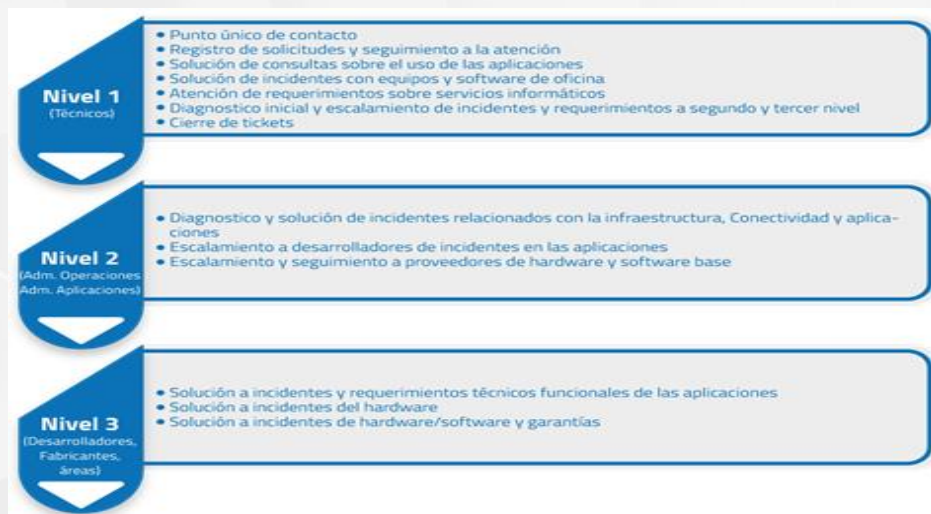 Nivel 1
(Técnicos)
• Punto único de contacto
• Registro de solicitudes y seguimiento a la atención
• Solución de consultas sobre el uso de las aplicaciones
• Solución de incidentes con equipos y software de oficina
• Atención de requerimientos sobre servicios informáticos
• Diagnostico inicial y escalamiento de incidentes y requerimientos a segundo y tercer nivel
• Cierre de tickets
Nivel 2
(Adm. Operaciones
Adm. Aplicaciones)
• Diagnostico y solución de incidentes relacionados con la infraestructura, Conectividad y aplica-
ciones
• Escalamiento a desarrolladores de incidentes en las aplicaciones
• Escalamiento y seguimiento a proveedores de hardware y software base
Nivel 3
(Desarrolladores,
Fabricantes,
áreas)
• Solución a incidentes y requerimientos técnicos funcionales de las aplicaciones
• Solución a incidentes del hardware
• Solución a incidentes de hardware/software y garantías